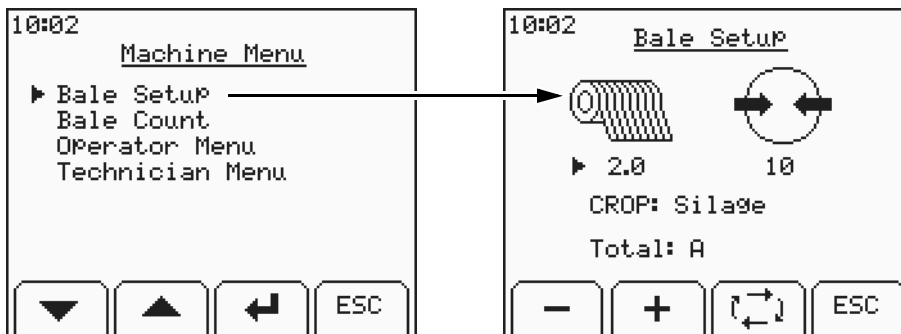 10:02
Machine Menu
Bale Setup
Bale Count
Operator Menu
Technician Menu
ESC
10:02
Bale Setup
2.0
10
CROP: Silage
Total: A
- +
ESC